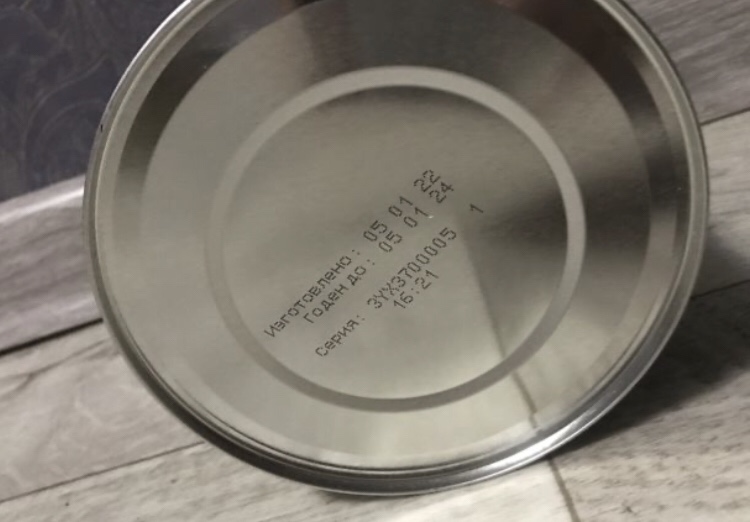 Изготовлено: 05 01 22
Годен до: 05 01 24
серия: 3УХ3700005 1
16:21